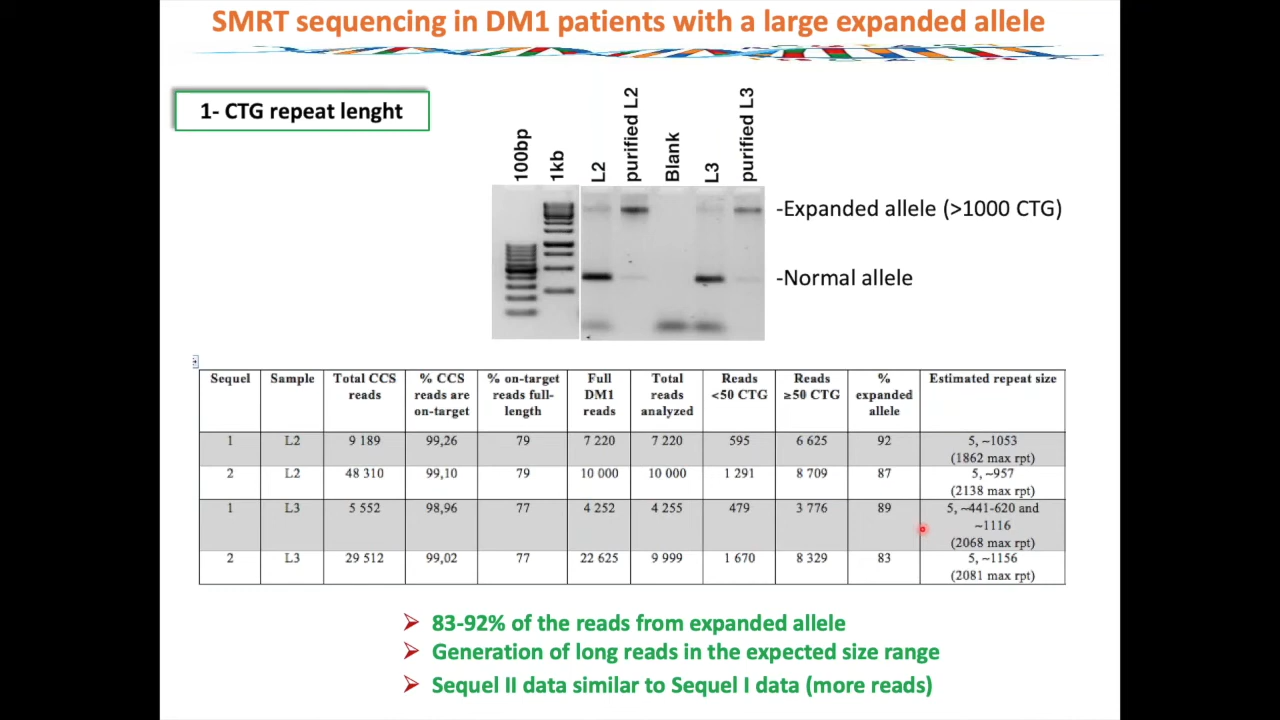 SMRT sequencing in DM1 patients with a large expanded allele
1- CTG repeat lenght
100bp
1kb
L2
purified L2
Blank
L3
purified L3
-Expanded allele (>1000 CTG)
-Normal allele
Sequel Sample Total CCS reads % CCS reads are on-target % on-target reads full-length Full DM1 reads Total reads analyzed Reads <50 CTG Reads ≥50 CTG % expanded allele Estimated repeat size
1 L2 9 189 99,26 79 7 220 7 220 595 6 625 92 5, ~1053
(1862 max rpt)
2 L2 48 310 99,10 79 10 000 10 000 1 291 8 709 87 5, ~957
(2138 max rpt)
1 L3 5 552 98,96 77 4 252 4 255 479 3 776 89 5, ~441-620 and
~1116
(2068 max rpt)
2 L3 29 512 99,02 77 22 625 9 999 1 670 8 329 83 5, ~1156
(2081 max rpt)
➢ 83-92% of the reads from expanded allele
➢ Generation of long reads in the expected size range
➢ Sequel II data similar to Sequel I data (more reads)